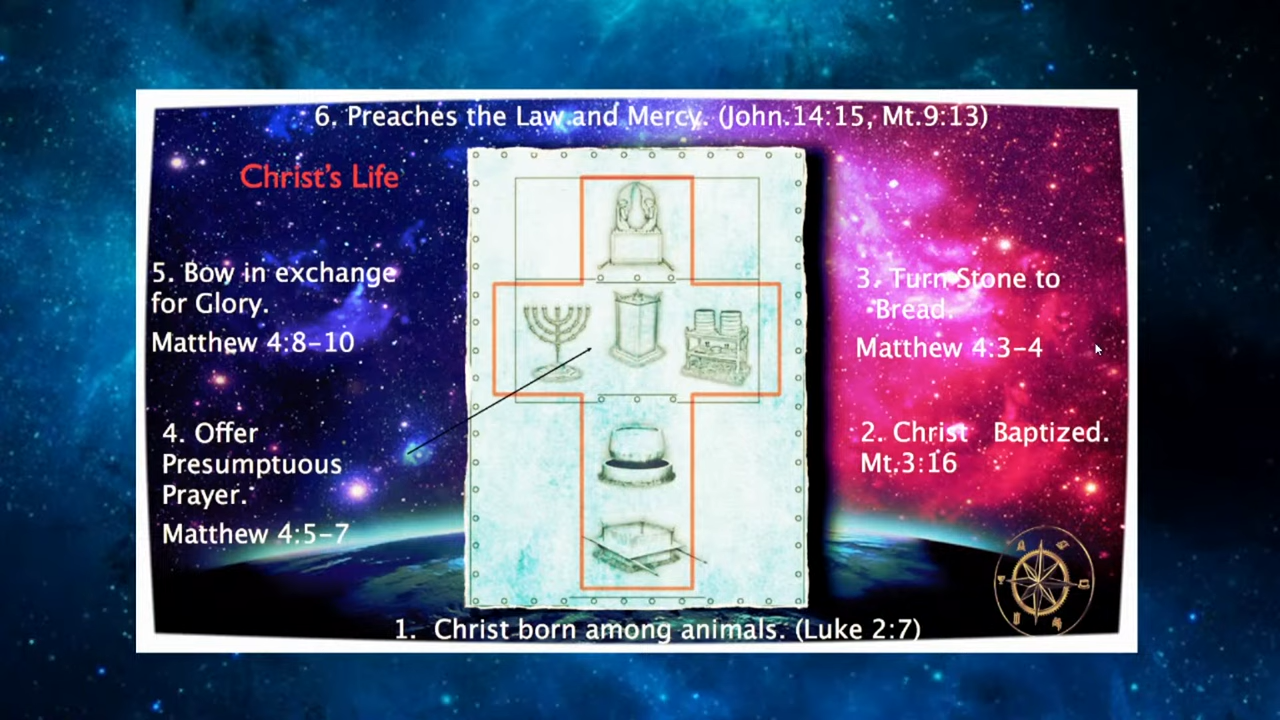 6. Preaches the Law and Mercy. (John.14:15, Mt.9:13)
Christ's Life
5. Bow in exchange
for Glory.
Matthew 4:8-10
4. Offer
Presumptuous
Prayer.
Matthew 4:5-7
3. Turn Stone to
Bread.
Matthew 4:3-4
2. Christ Baptized.
Mt.3:16
1. Christ born among animals. (Luke 2:7)